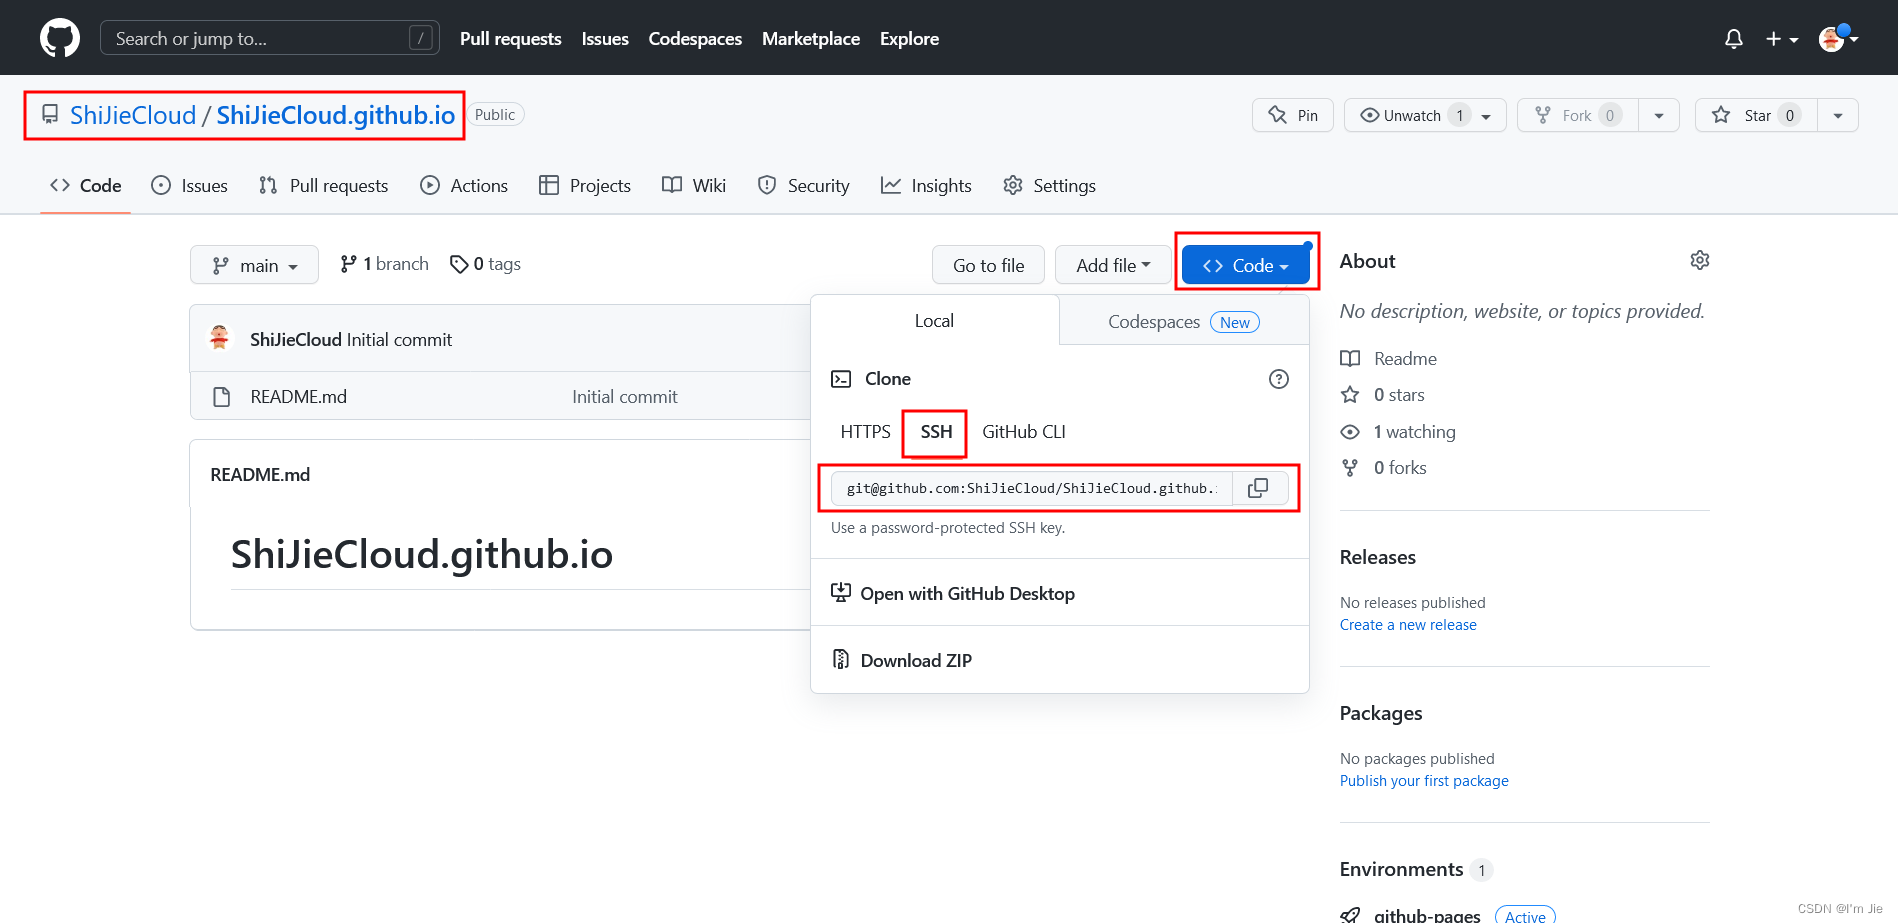 Search or jump to... /
Pull requests Issues Codespaces Marketplace Explore
ShiJieCloud / ShiJieCloud.github.io Public
Pin Unwatch 1 Fork 0 Star 0
Code Issues Pull requests Actions Projects Wiki Security Insights Settings
main 1 branch 0 tags
Go to file Add file Code
ShiJieCloud Initial commit
README.md Initial commit
README.md
ShiJieCloud.github.io
Local Codespaces New
Clone
HTTPS SSH GitHub CLI
git@github.com:ShiJieCloud/ShiJieCloud.github.
Use a password-protected SSH key.
Open with GitHub Desktop
Download ZIP
About
No description, website, or topics provided.
Readme
0 stars
1 watching
0 forks
Releases
No releases published
Create a new release
Packages
No packages published
Publish your first package
Environments 1
github-pages Active
CSDN @I'm Jie